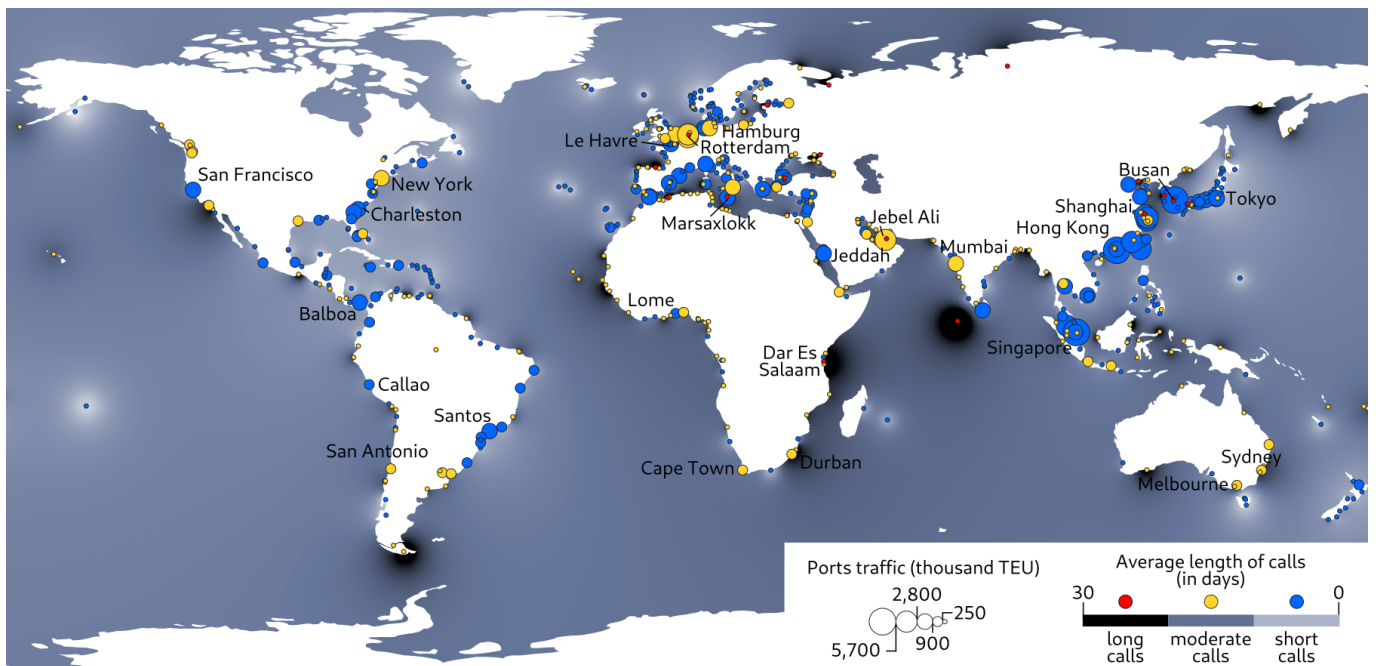 Le Havre
Hamburg
Rotterdam
San Francisco
New York
Charleston
Busan
Tokyo
Shanghai
Marsaxlokk
Jebel Ali
Hong Kong
Jeddah
Mumbai
Balboa
Lome
Singapore
Dar Es
Salaam
Callao
Santos
San Antonio
Cape Town
Durban
Sydney
Melbourne
Ports traffic (thousand TEU)
2,800
250
5,700
900
Average length of calls
(in days)
30
0
long
calls
moderate
calls
short
calls